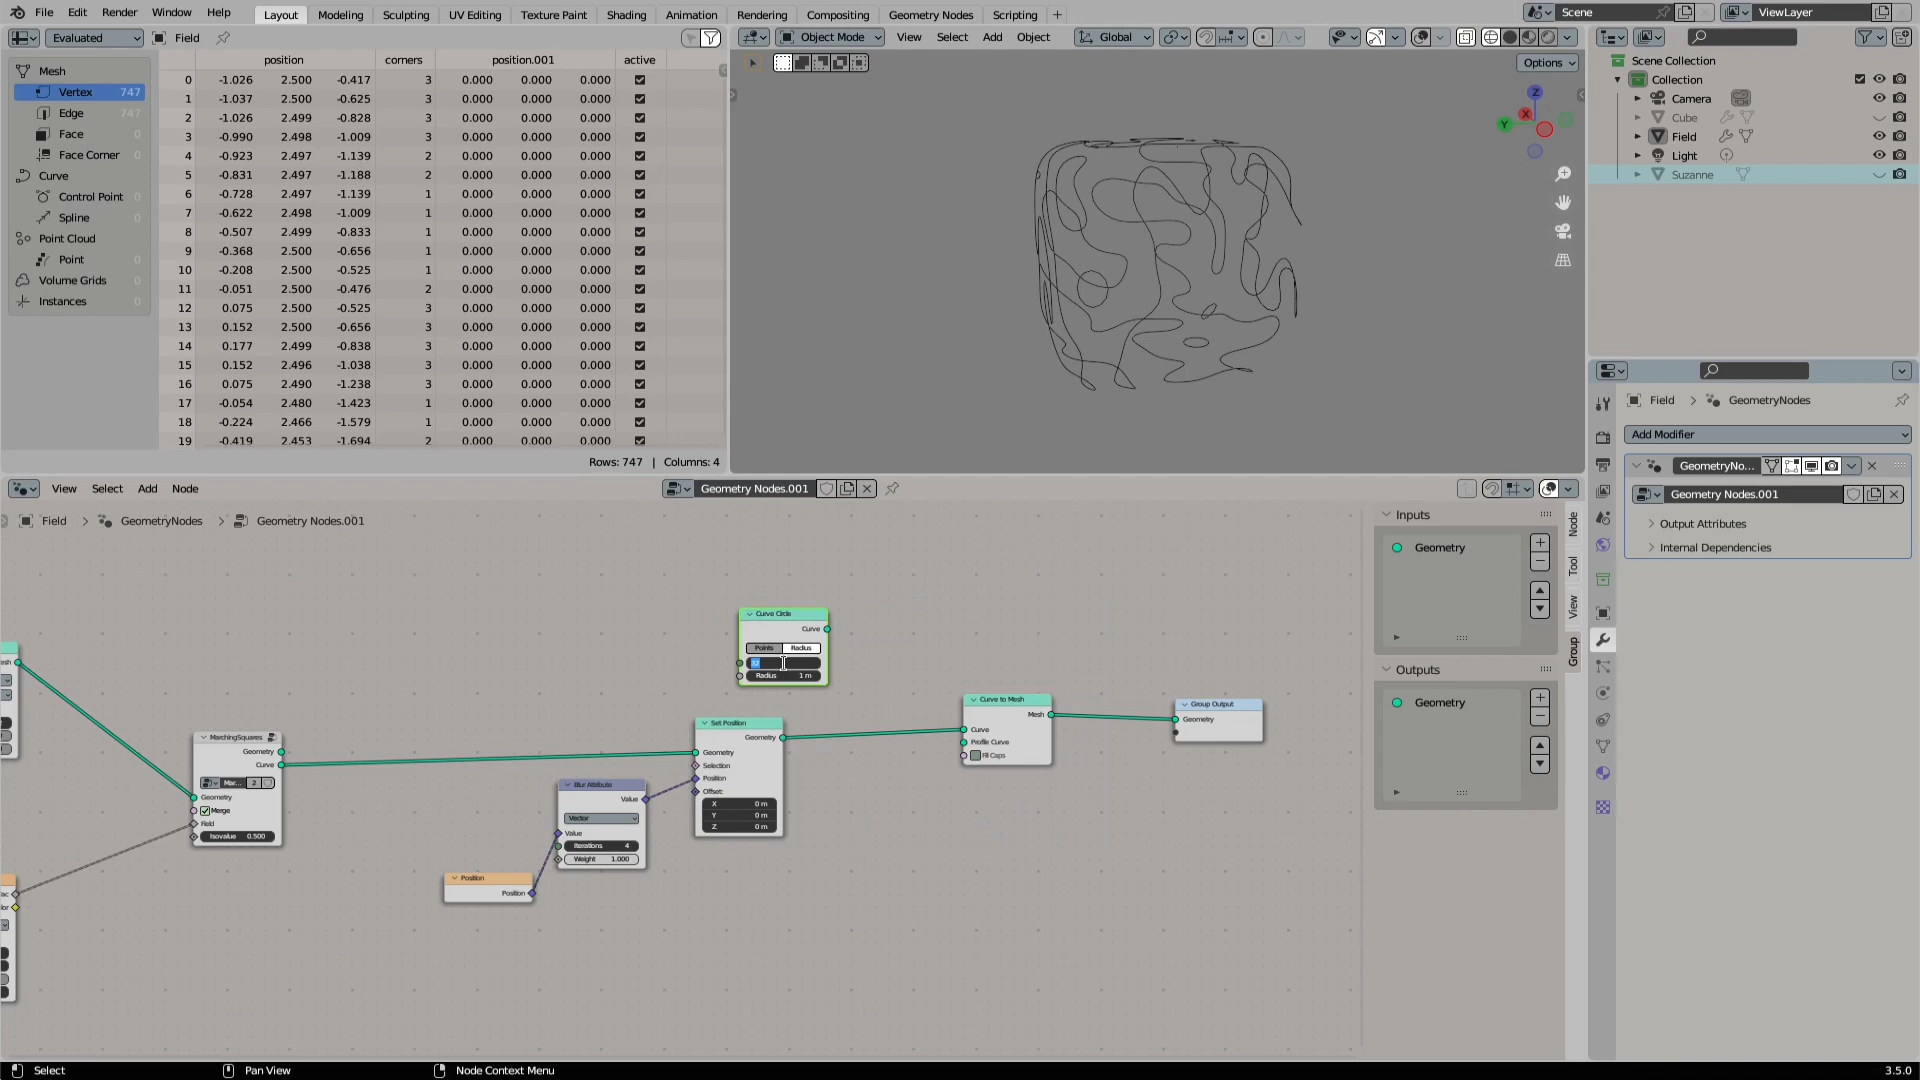 File Edit Render Window Help Layout Modeling Sculpting UV Editing Texture Paint Shading Animation Rendering Compositing Geometry Nodes Scripting + Scene ViewLayer
Evaluated Field
position corners position.001 active
Mesh
Vertex 747
Edge 747
Face 0
Face Corner 0
Curve
Control Point 0
Spline 0
Point Cloud
Point 0
Volume Grids 0
Instances 0
0 -1.026 2.500 -0.417 3 0.000 0.000 0.000
1 -1.037 2.500 -0.625 3 0.000 0.000 0.000
2 -1.026 2.499 -0.828 3 0.000 0.000 0.000
3 -0.990 2.498 -1.009 3 0.000 0.000 0.000
4 -0.923 2.497 -1.139 2 0.000 0.000 0.000
5 -0.831 2.497 -1.188 2 0.000 0.000 0.000
6 -0.728 2.497 -1.139 1 0.000 0.000 0.000
7 -0.622 2.498 -1.009 1 0.000 0.000 0.000
8 -0.507 2.499 -0.833 1 0.000 0.000 0.000
9 -0.368 2.500 -0.656 1 0.000 0.000 0.000
10 -0.208 2.500 -0.525 1 0.000 0.000 0.000
11 -0.051 2.500 -0.476 2 0.000 0.000 0.000
12 0.075 2.500 -0.525 3 0.000 0.000 0.000
13 0.152 2.500 -0.656 3 0.000 0.000 0.000
14 0.177 2.499 -0.838 3 0.000 0.000 0.000
15 0.152 2.496 -1.038 3 0.000 0.000 0.000
16 0.075 2.490 -1.238 3 0.000 0.000 0.000
17 -0.054 2.480 -1.423 1 0.000 0.000 0.000
18 -0.224 2.466 -1.579 1 0.000 0.000 0.000
19 -0.419 2.453 -1.694 2 0.000 0.000 0.000
Rows: 747 | Columns: 4
Object Mode View Select Add Object Global
Options
Z
X
Y
Scene Collection
Collection
Camera
Cube
Field
Light
Suzanne
Field > GeometryNodes
Add Modifier
GeometryNo...
Geometry Nodes.001
Output Attributes
Internal Dependencies
View Select Add Node Geometry Nodes.001
Field > GeometryNodes > Geometry Nodes.001
Curve Circle
Curve
Points Radius
32
Radius 1 m
Curve to Mesh
Mesh
Curve
Profile Curve
Fill Caps
Group Output
Geometry
Set Position
Geometry
Geometry
Selection
Position
Offset:
X 0 m
Y 0 m
Z 0 m
MarchingSquares
Geometry
Curve
Mar... 2
Geometry
Merge
Field
Isovalue 0.500
Blur Attribute
Value
Vector
Value
Iterations 4
Weight 1.000
Position
Position
Inputs
Geometry
Outputs
Geometry
Node
Tool
View
Group
Select Pan View Node Context Menu 3.5.0